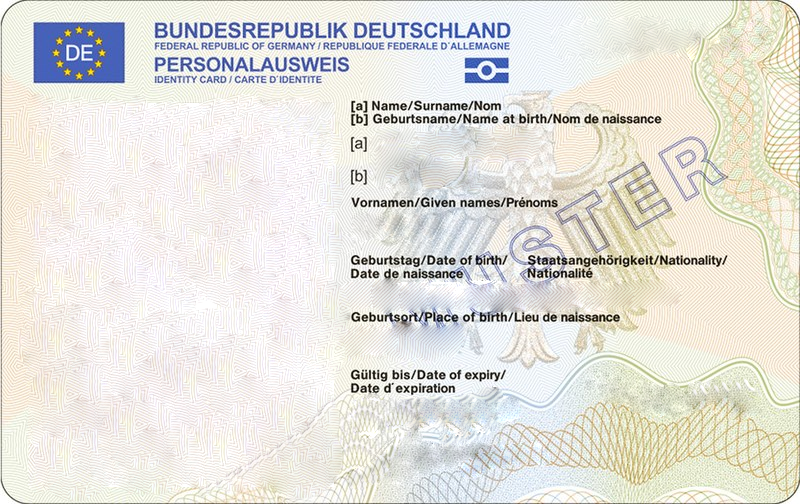 DE
BUNDESREPUBLIK DEUTSCHLAND
FEDERAL REPUBLIC OF GERMANY / REPUBLIQUE FEDERALE D´ALLEMAGNE
PERSONALAUSWEIS
IDENTITY CARD / CARTE D´IDENTITE
[a] Name/Surname/Nom
[b] Geburtsname/Name at birth/Nom de naissance
[a]
[b]
Vornamen/Given names/Prénoms
Geburtstag/Date of birth/
Date de naissance
Staatsangehörigkeit/Nationality/
Nationalité
Geburtsort/Place of birth/Lieu de naissance
Gültig bis/Date of expiry/
Date d´expiration
MUSTER